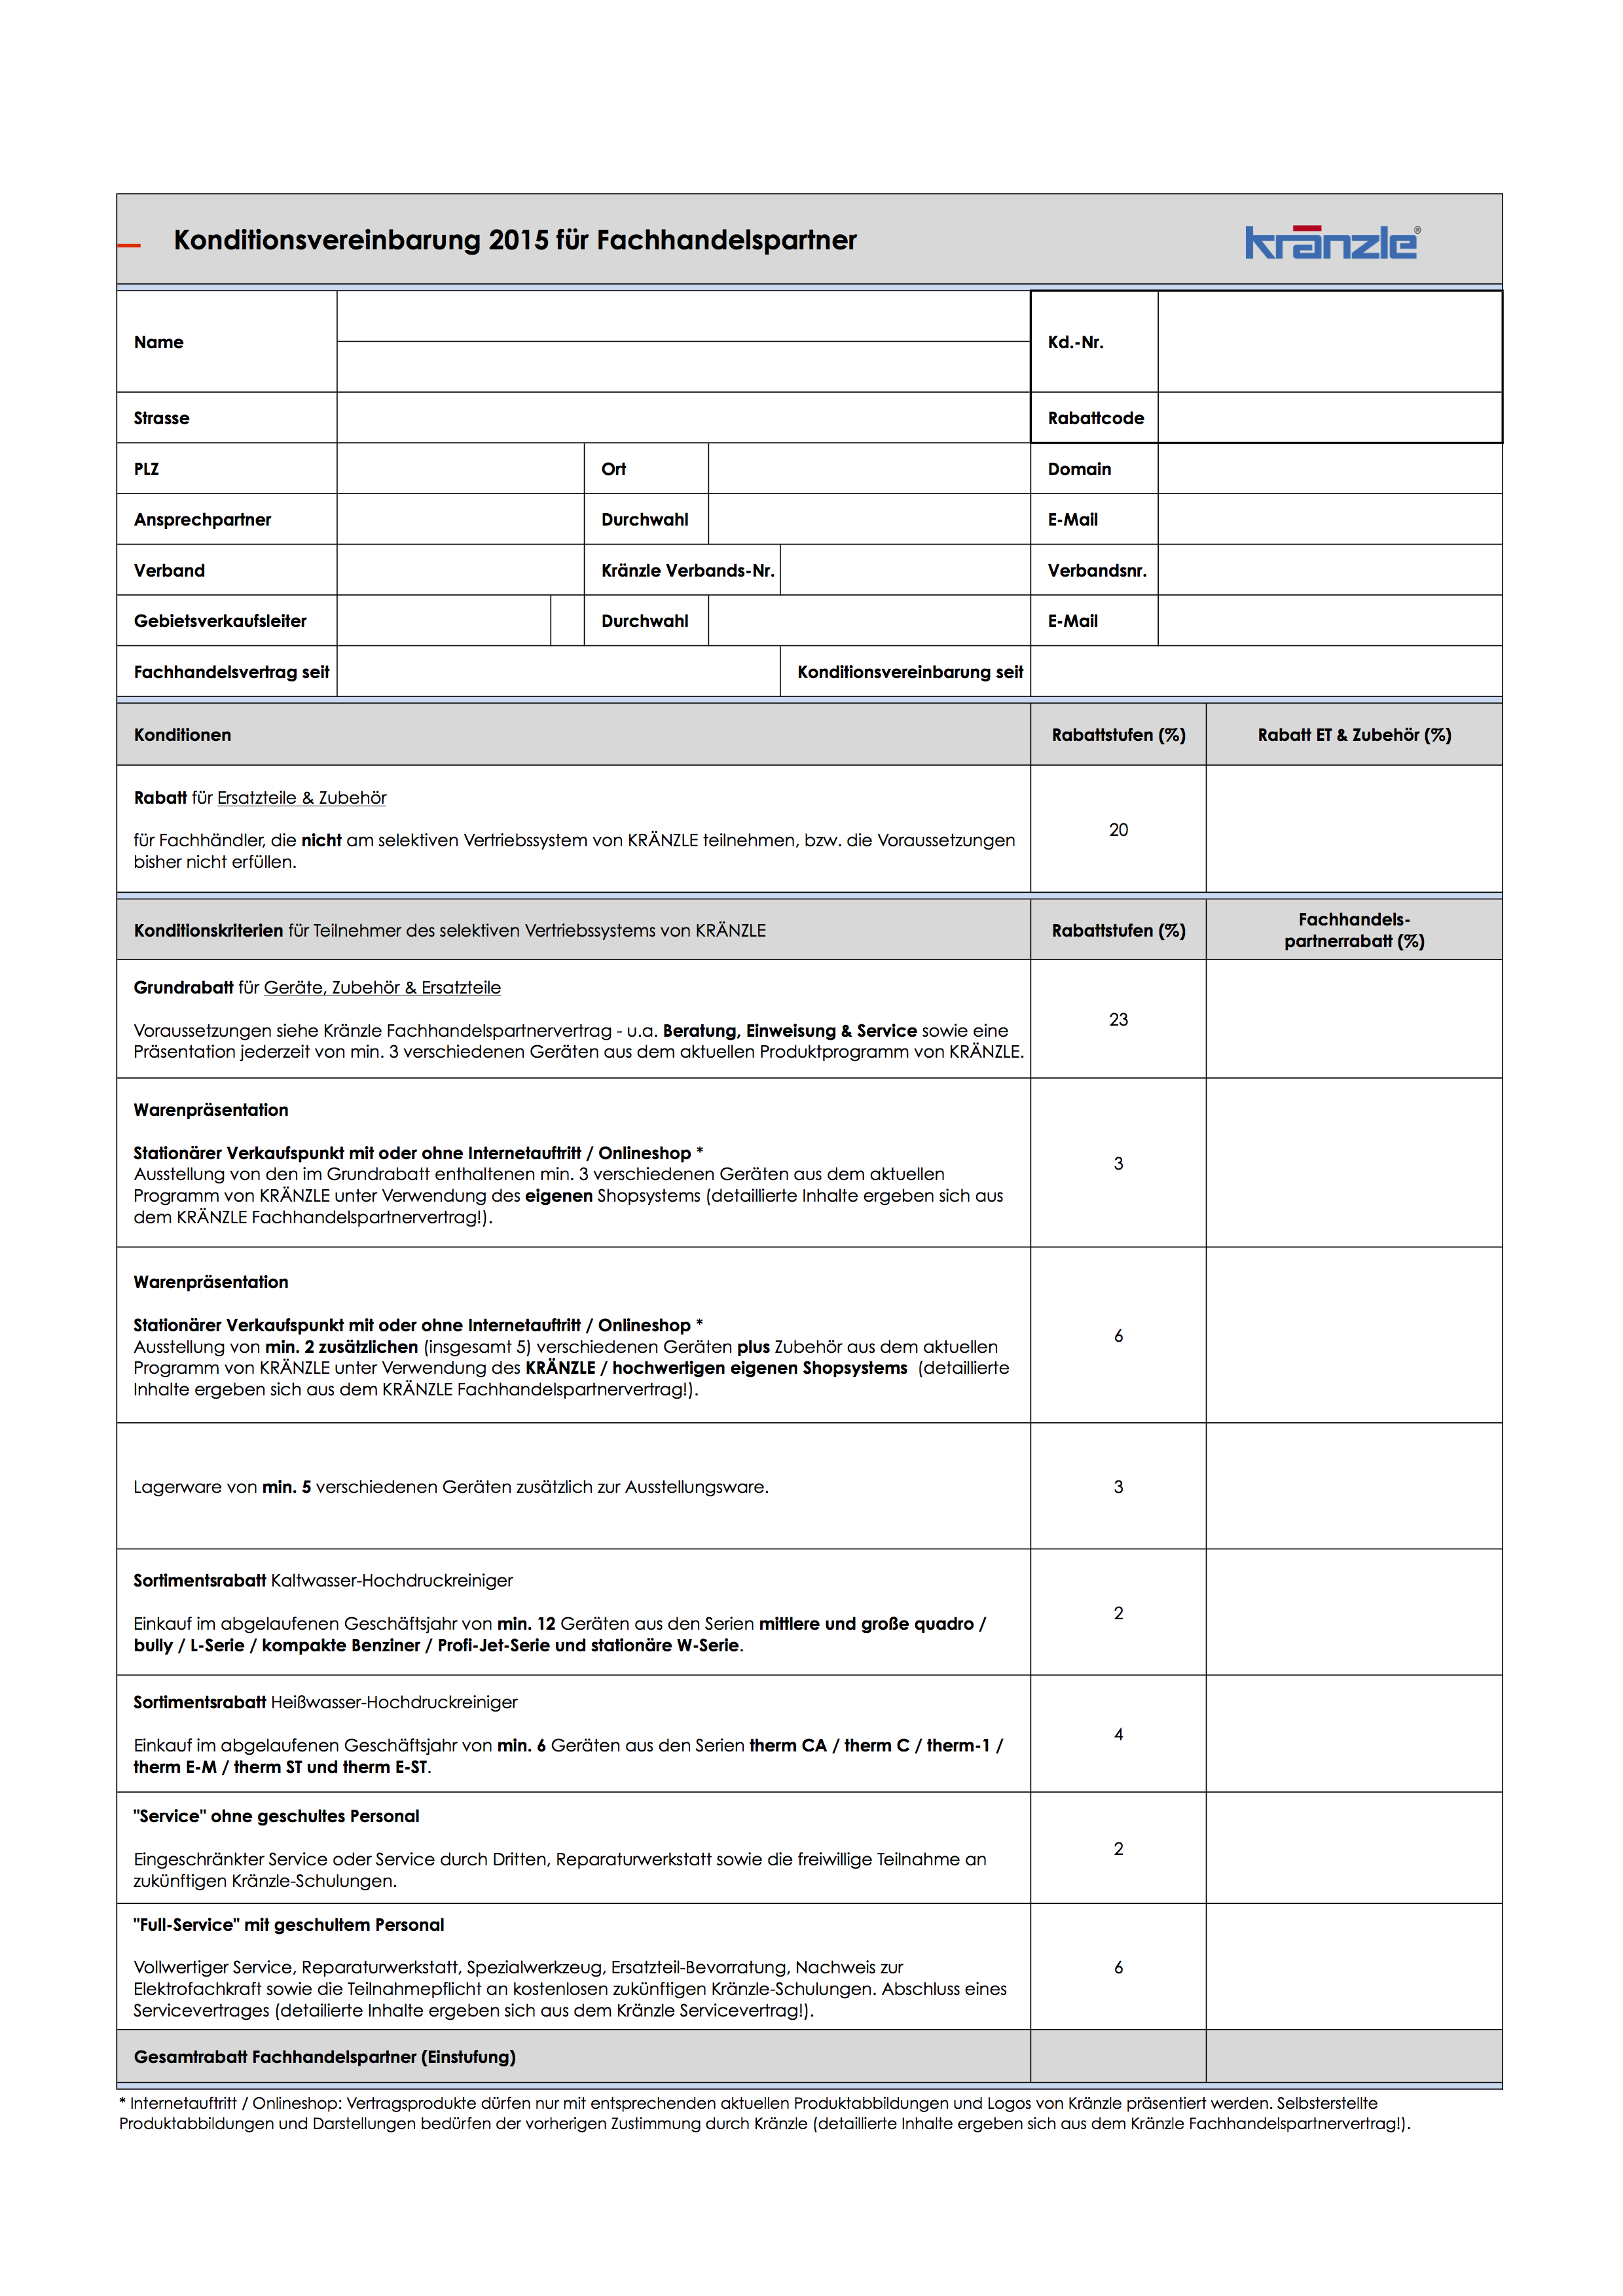 Konditionsvereinbarung 2015 für Fachhandelspartner
kränzle®
Name
Kd.-Nr.
Strasse
Rabattcode
PLZ
Ort
Domain
Ansprechpartner
Durchwahl
E-Mail
Verband
Kränzle Verbands-Nr.
Verbandsnr.
Gebietsverkaufsleiter
Durchwahl
E-Mail
Fachhandelsvertrag seit
Konditionsvereinbarung seit
Konditionen
Rabattstufen (%)
Rabatt ET & Zubehör (%)
Rabatt für Ersatzteile & Zubehör
für Fachhändler, die nicht am selektiven Vertriebssystem von KRÄNZLE teilnehmen, bzw. die Voraussetzungen
bisher nicht erfüllen.
20
Konditionskriterien für Teilnehmer des selektiven Vertriebssystems von KRÄNZLE
Rabattstufen (%)
Fachhandels-
partnerrabatt (%)
Grundrabatt für Geräte, Zubehör & Ersatzteile
Voraussetzungen siehe Kränzle Fachhandelspartnervertrag - u.a. Beratung, Einweisung & Service sowie eine
Präsentation jederzeit von min. 3 verschiedenen Geräten aus dem aktuellen Produktprogramm von KRÄNZLE.
23
Warenpräsentation
Stationärer Verkaufspunkt mit oder ohne Internetauftritt / Onlineshop *
Ausstellung von den im Grundrabatt enthaltenen min. 3 verschiedenen Geräten aus dem aktuellen
Programm von KRÄNZLE unter Verwendung des eigenen Shopsystems (detaillierte Inhalte ergeben sich aus
dem KRÄNZLE Fachhandelspartnervertrag!).
3
Warenpräsentation
Stationärer Verkaufspunkt mit oder ohne Internetauftritt / Onlineshop *
Ausstellung von min. 2 zusätzlichen (insgesamt 5) verschiedenen Geräten plus Zubehör aus dem aktuellen
Programm von KRÄNZLE unter Verwendung des KRÄNZLE / hochwertigen eigenen Shopsystems (detaillierte
Inhalte ergeben sich aus dem KRÄNZLE Fachhandelspartnervertrag!).
6
Lagerware von min. 5 verschiedenen Geräten zusätzlich zur Ausstellungsware.
3
Sortimentsrabatt Kaltwasser-Hochdruckreiniger
Einkauf im abgelaufenen Geschäftsjahr von min. 12 Geräten aus den Serien mittlere und große quadro /
bully / L-Serie / kompakte Benziner / Profi-Jet-Serie und stationäre W-Serie.
2
Sortimentsrabatt Heißwasser-Hochdruckreiniger
Einkauf im abgelaufenen Geschäftsjahr von min. 6 Geräten aus den Serien therm CA / therm C / therm-1 /
therm E-M / therm ST und therm E-ST.
4
"Service" ohne geschultes Personal
Eingeschränkter Service oder Service durch Dritten, Reparaturwerkstatt sowie die freiwillige Teilnahme an
zukünftigen Kränzle-Schulungen.
2
"Full-Service" mit geschultem Personal
Vollwertiger Service, Reparaturwerkstatt, Spezialwerkzeug, Ersatzteil-Bevorratung, Nachweis zur
Elektrofachkraft sowie die Teilnahmepflicht an kostenlosen zukünftigen Kränzle-Schulungen. Abschluss eines
Servicevertrages (detailierte Inhalte ergeben sich aus dem Kränzle Servicevertrag!).
6
Gesamtrabatt Fachhandelspartner (Einstufung)
* Internetauftritt / Onlineshop: Vertragsprodukte dürfen nur mit entsprechenden aktuellen Produktabbildungen und Logos von Kränzle präsentiert werden. Selbsterstellte
Produktabbildungen und Darstellungen bedürfen der vorherigen Zustimmung durch Kränzle (detaillierte Inhalte ergeben sich aus dem Kränzle Fachhandelspartnervertrag!).